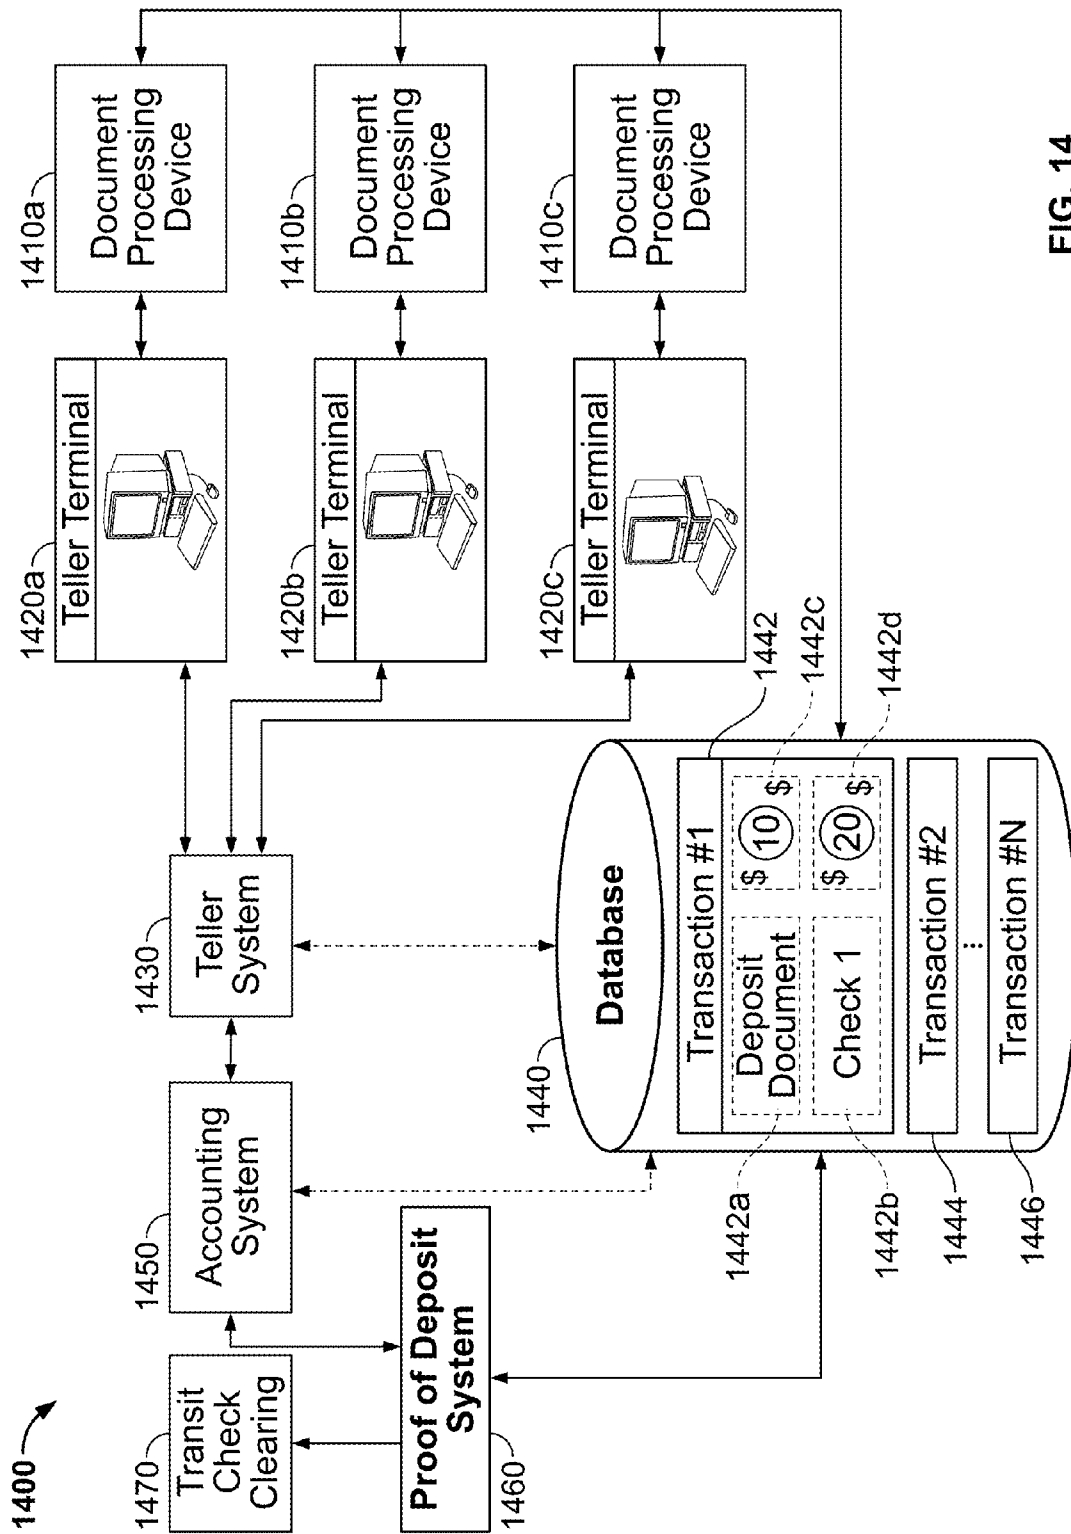 1400
1470
Transit
Check
Clearing
1450
Accounting
System
1430
Teller
System
1420a
Teller Terminal
1410a
Document
Processing
Device
1420b
Teller Terminal
1410b
Document
Processing
Device
1420c
Teller Terminal
1410c
Document
Processing
Device
Proof of Deposit
System
1460
1440
Database
Transaction #1
1442
Deposit
Document
1442a
$ 10 $
1442c
Check 1
1442b
$ 20 $
1442d
Transaction #2
1444
...
Transaction #N
1446
FIG. 14